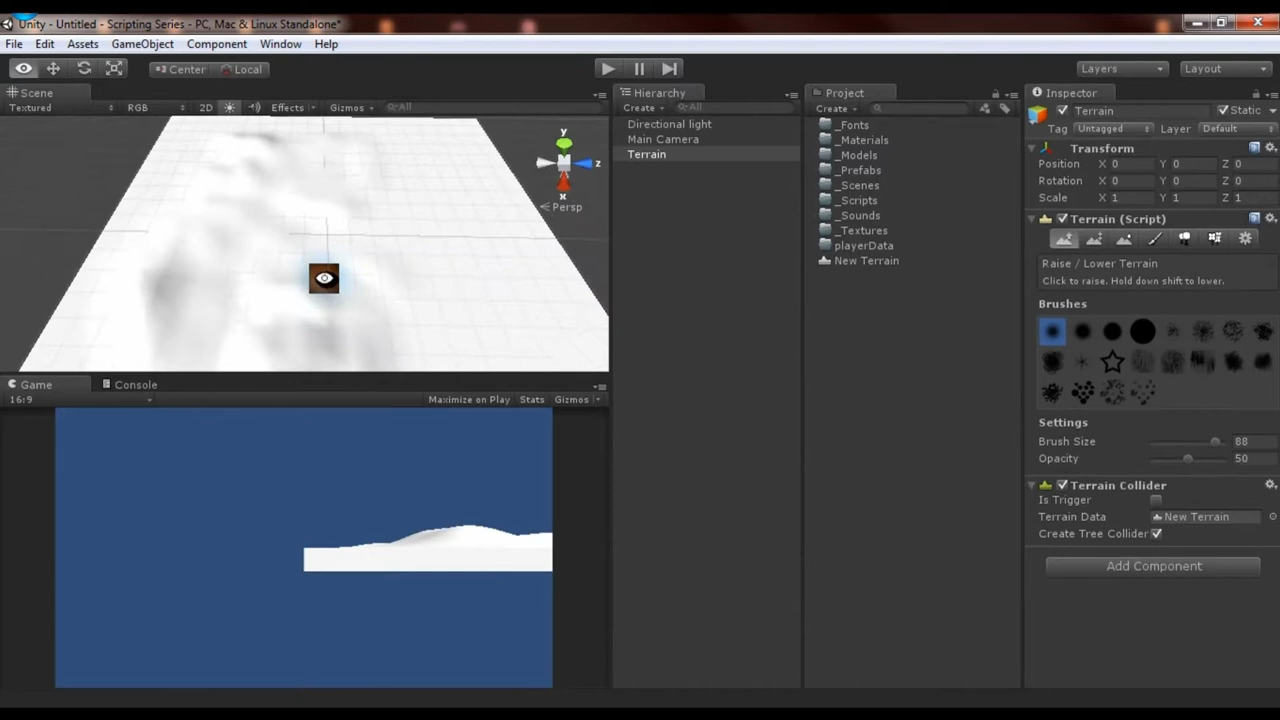 Unity - Untitled - Scripting Series - PC, Mac & Linux Standalone*
File Edit Assets GameObject Component Window Help
Center Local Layers Layout
Scene
Textured RGB 2D Effects Gizmos All
y
z
x
Persp
Game Console
16:9 Maximize on Play Stats Gizmos
Hierarchy
Create All
Directional light
Main Camera
Terrain
Project
Create
_Fonts
_Materials
_Models
_Prefabs
_Scenes
_Scripts
_Sounds
_Textures
playerData
New Terrain
Inspector
Terrain Static
Tag Untagged Layer Default
Transform
Position X 0 Y 0 Z 0
Rotation X 0 Y 0 Z 0
Scale X 1 Y 1 Z 1
Terrain (Script)
Raise / Lower Terrain
Click to raise. Hold down shift to lower.
Brushes
Settings
Brush Size 88
Opacity 50
Terrain Collider
Is Trigger
Terrain Data New Terrain
Create Tree Collider
Add Component